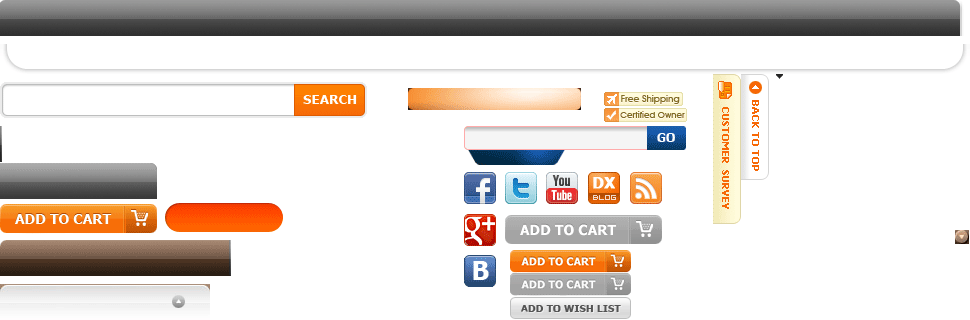 SEARCH
Free Shipping
Certified Owner
GO
CUSTOMER SURVEY
BACK TO TOP
f
t
You
Tube
DX
BLOG
ADD TO CART
g+
ADD TO CART
B
ADD TO CART
ADD TO CART
ADD TO WISH LIST